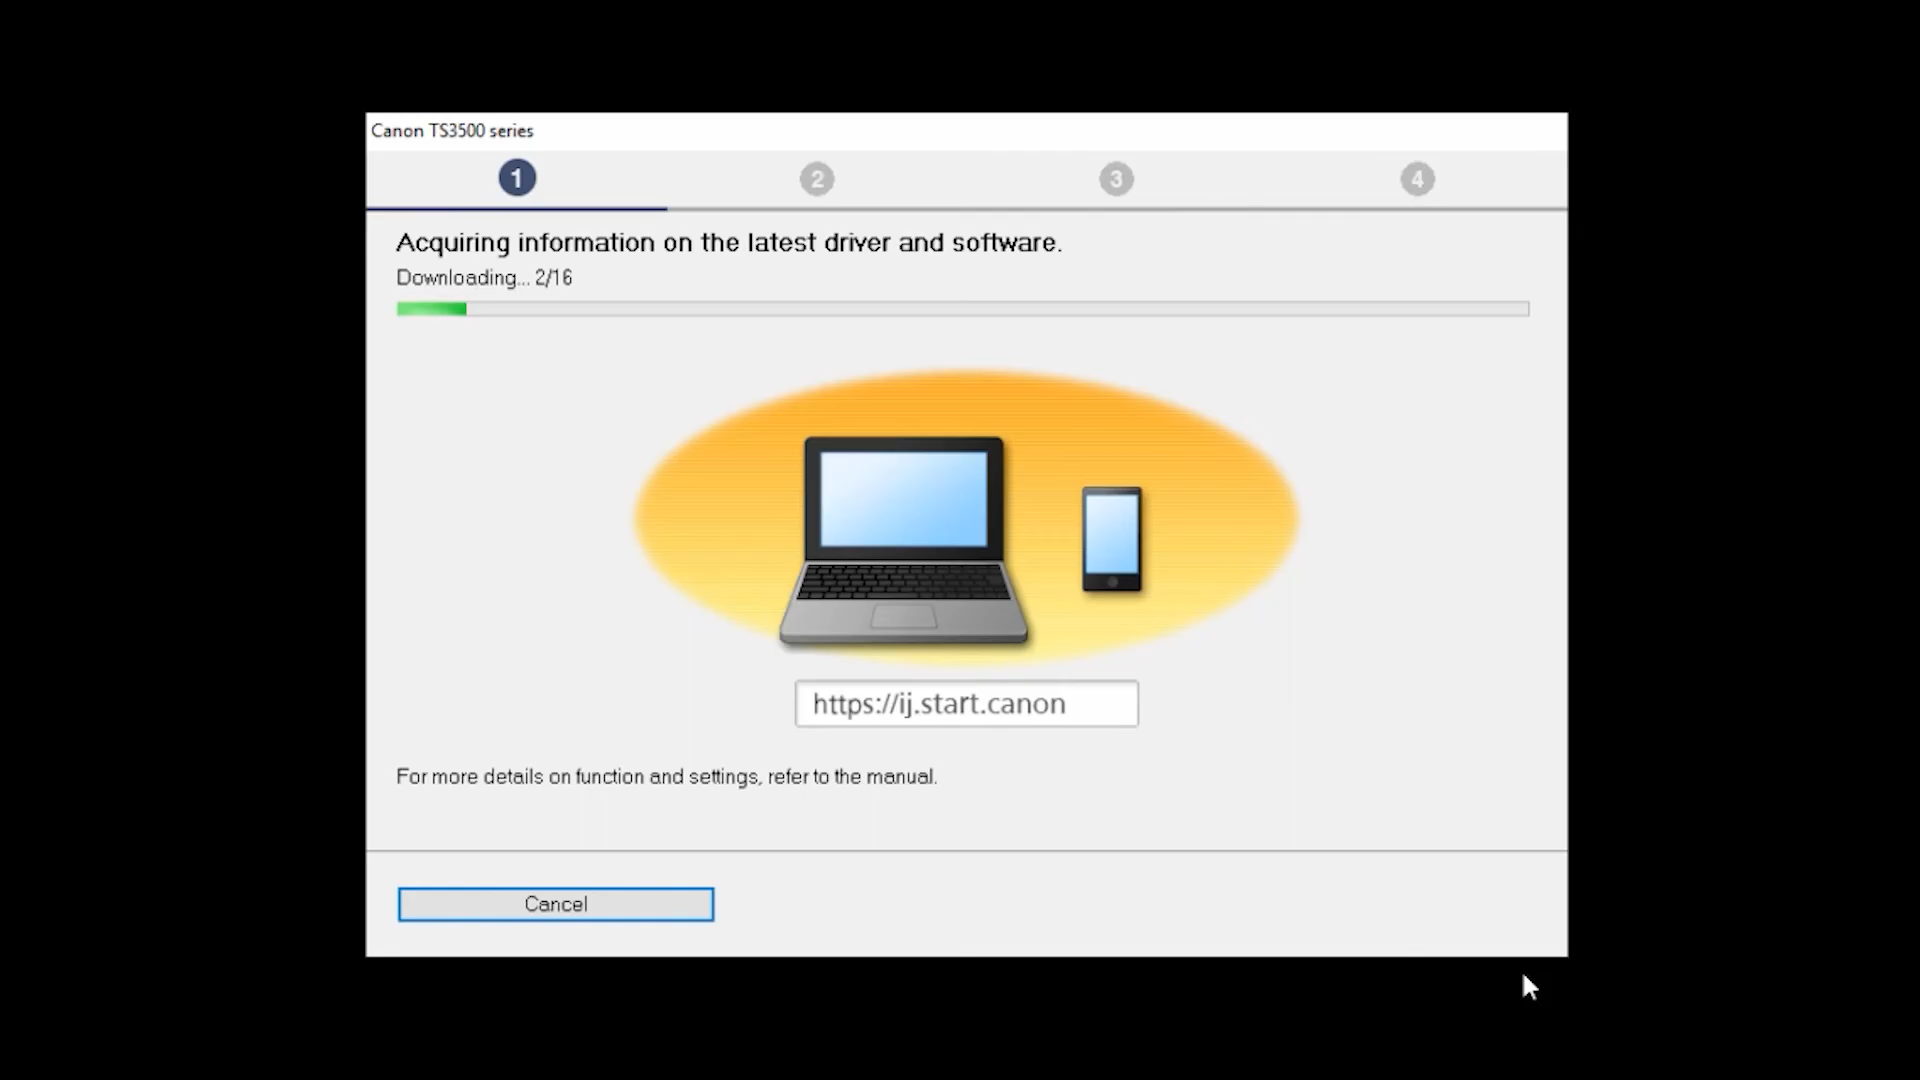 Canon TS3500 series
1 2 3 4
Acquiring information on the latest driver and software.
Downloading... 2/16
https://ij.start.canon
For more details on function and settings, refer to the manual.
Cancel